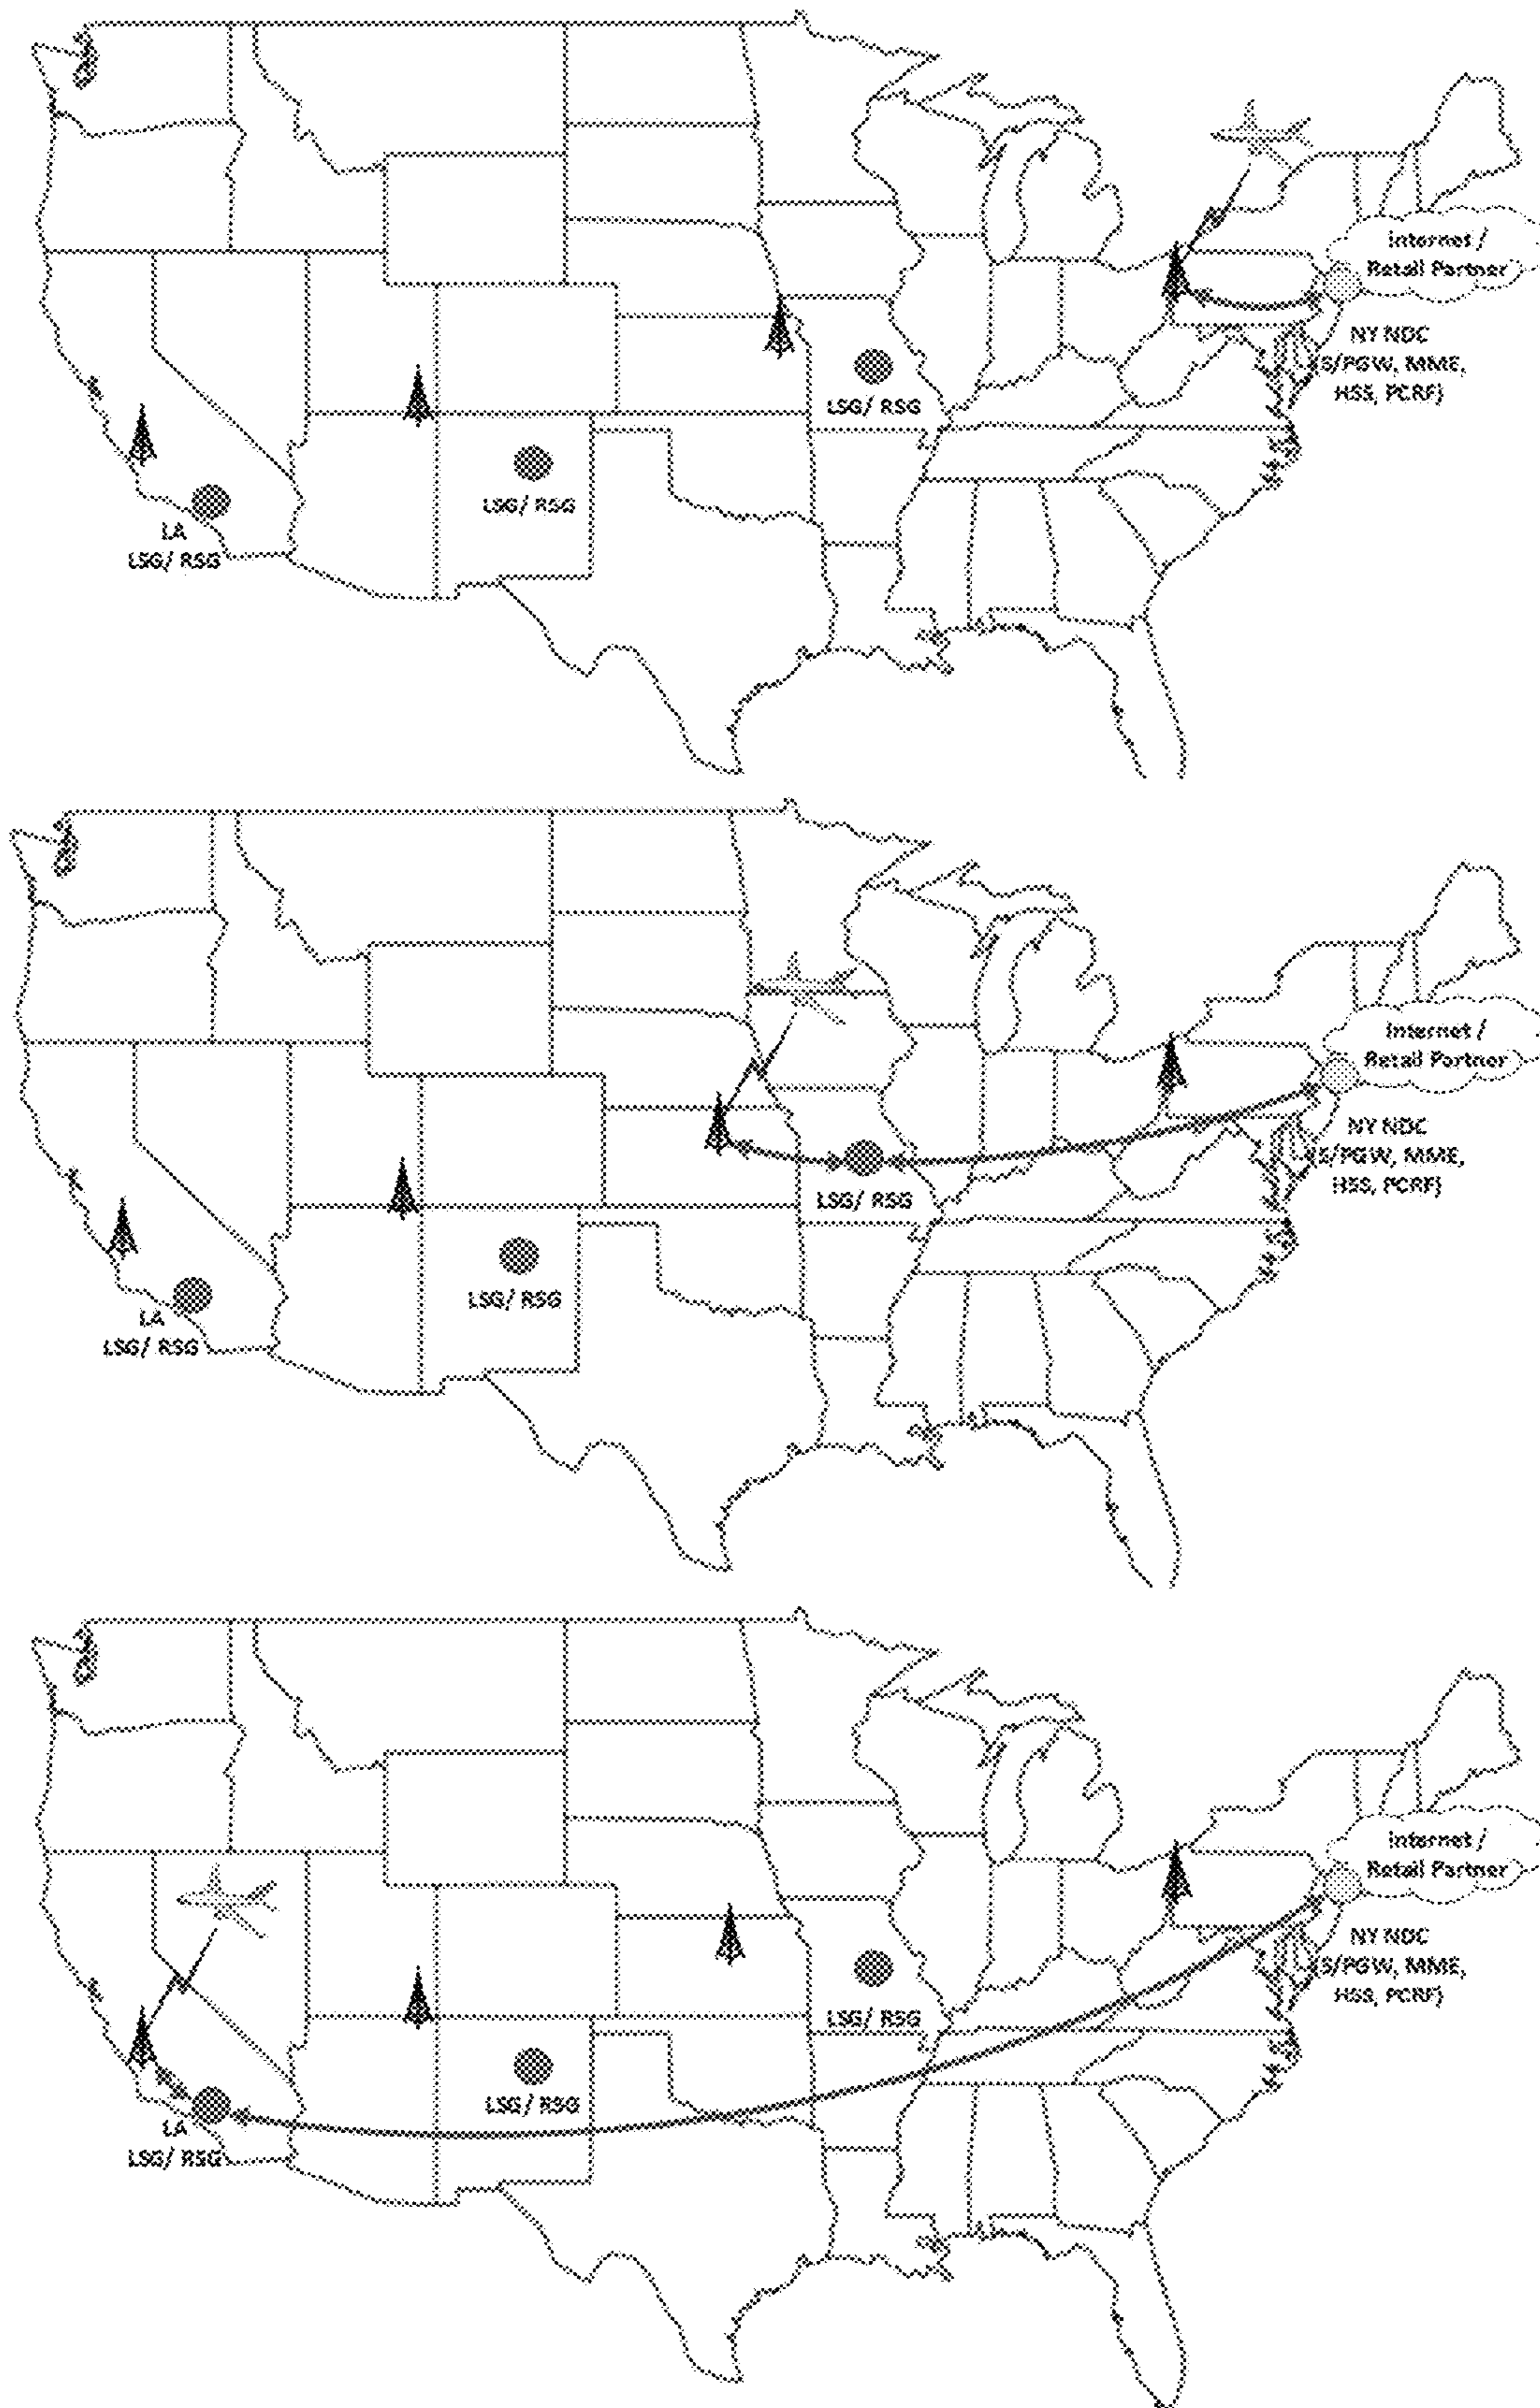 Internet /
Retail Partner
NY NDC
(S/PGW, MME,
HSS, PCRF)
LSG/ RSG
LSG/ RSG
LA
LSG/ RSG
Internet /
Retail Partner
NY NDC
(S/PGW, MME,
HSS, PCRF)
LSG/ RSG
LSG/ RSG
LA
LSG/ RSG
Internet /
Retail Partner
NY NDC
(S/PGW, MME,
HSS, PCRF)
LSG/ RSG
LSG/ RSG
LA
LSG/ RSG